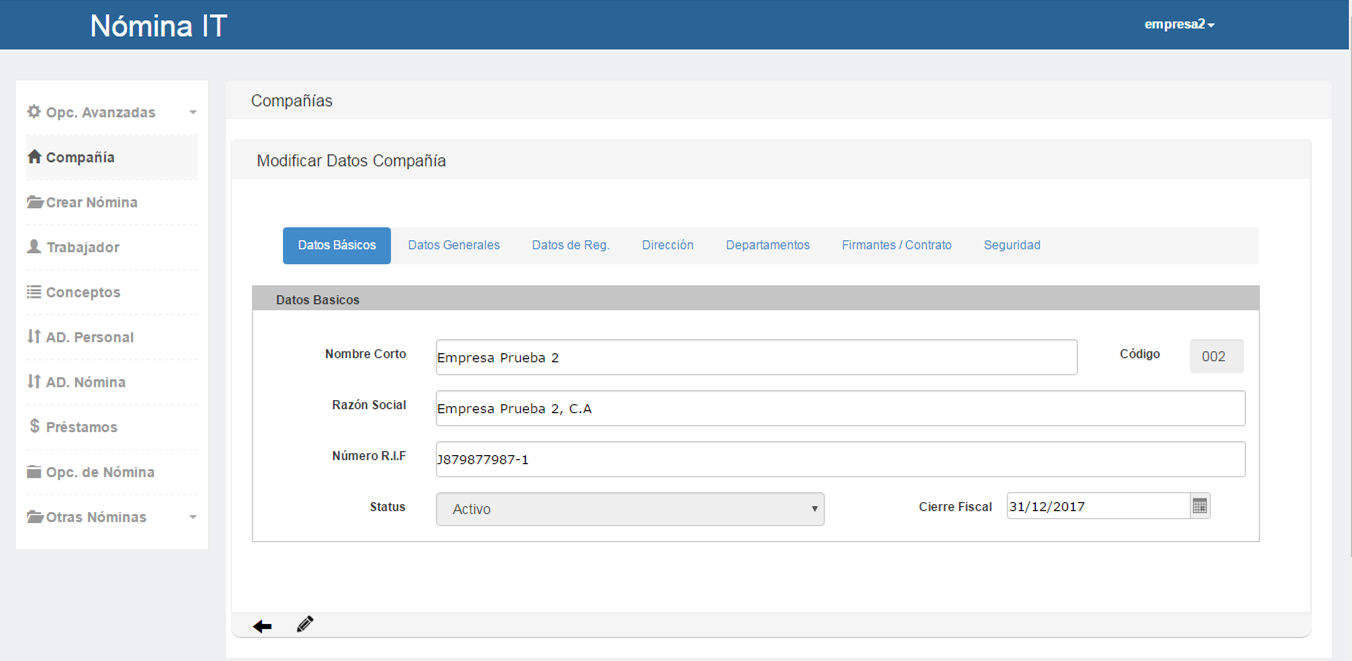 Nómina IT
empresa2
Opc. Avanzadas
Compañía
Crear Nómina
Trabajador
Conceptos
AD. Personal
AD. Nómina
Préstamos
Opc. de Nómina
Otras Nóminas
Compañías
Modificar Datos Compañía
Datos Básicos Datos Generales Datos de Reg. Dirección Departamentos Firmantes / Contrato Seguridad
Datos Basicos
Nombre Corto Empresa Prueba 2 Código 002
Razón Social Empresa Prueba 2, C.A
Número R.I.F J879877987-1
Status Activo Cierre Fiscal 31/12/2017